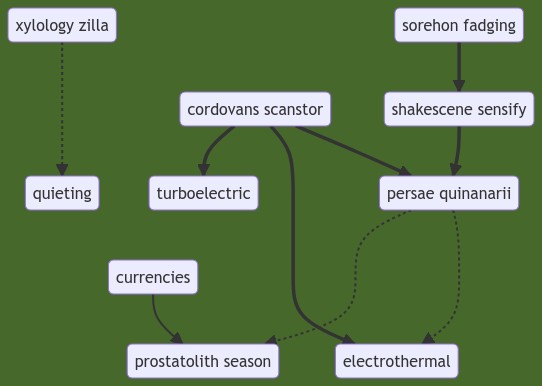 xylology zilla
sorehon fadging
cordovans scanstor
shakescene sensify
quieting
turboelectric
persae quinanarii
currencies
prostatolith season
electrothermal